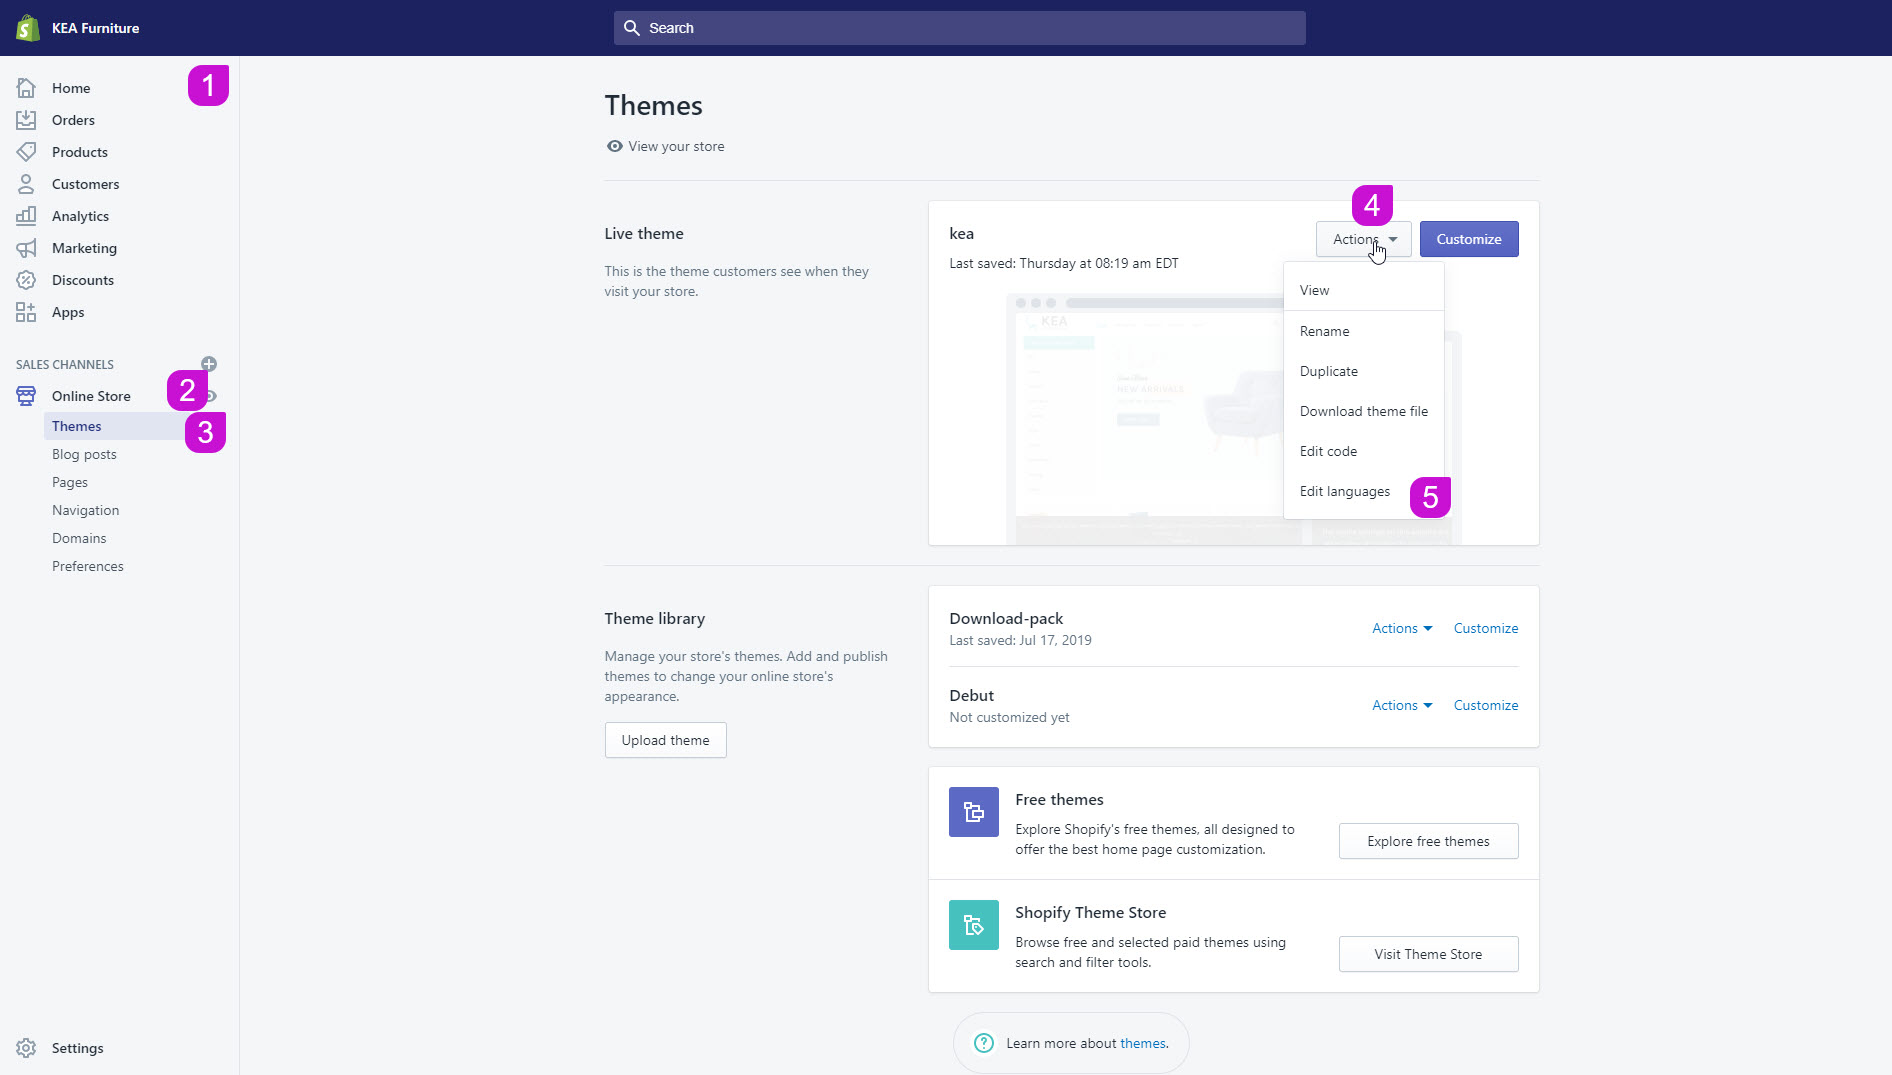 KEA Furniture
Search
Home
1
Orders
Products
Customers
Analytics
Marketing
Discounts
Apps
SALES CHANNELS
Online Store
2
Themes
3
Blog posts
Pages
Navigation
Domains
Preferences
Settings
Themes
View your store
Live theme
This is the theme customers see when they
visit your store.
kea
Last saved: Thursday at 08:19 am EDT
4
Actions
Customize
View
Rename
Duplicate
Download theme file
Edit code
Edit languages
5
KEA
NEW ARRIVALS
Theme library
Manage your store's themes. Add and publish
themes to change your online store's
appearance.
Upload theme
Download-pack
Last saved: Jul 17, 2019
Actions
Customize
Debut
Not customized yet
Actions
Customize
Free themes
Explore Shopify's free themes, all designed to
offer the best home page customization.
Explore free themes
Shopify Theme Store
Browse free and selected paid themes using
search and filter tools.
Visit Theme Store
Learn more about themes.